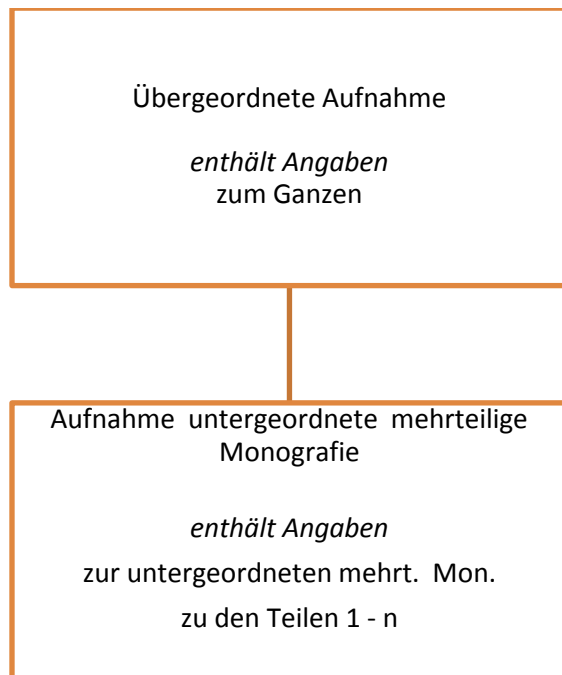 Übergeordnete Aufnahme
enthält Angaben
zum Ganzen
Aufnahme untergeordnete mehrteilige
Monografie
enthält Angaben
zur untergeordneten mehrt. Mon.
zu den Teilen 1 - n